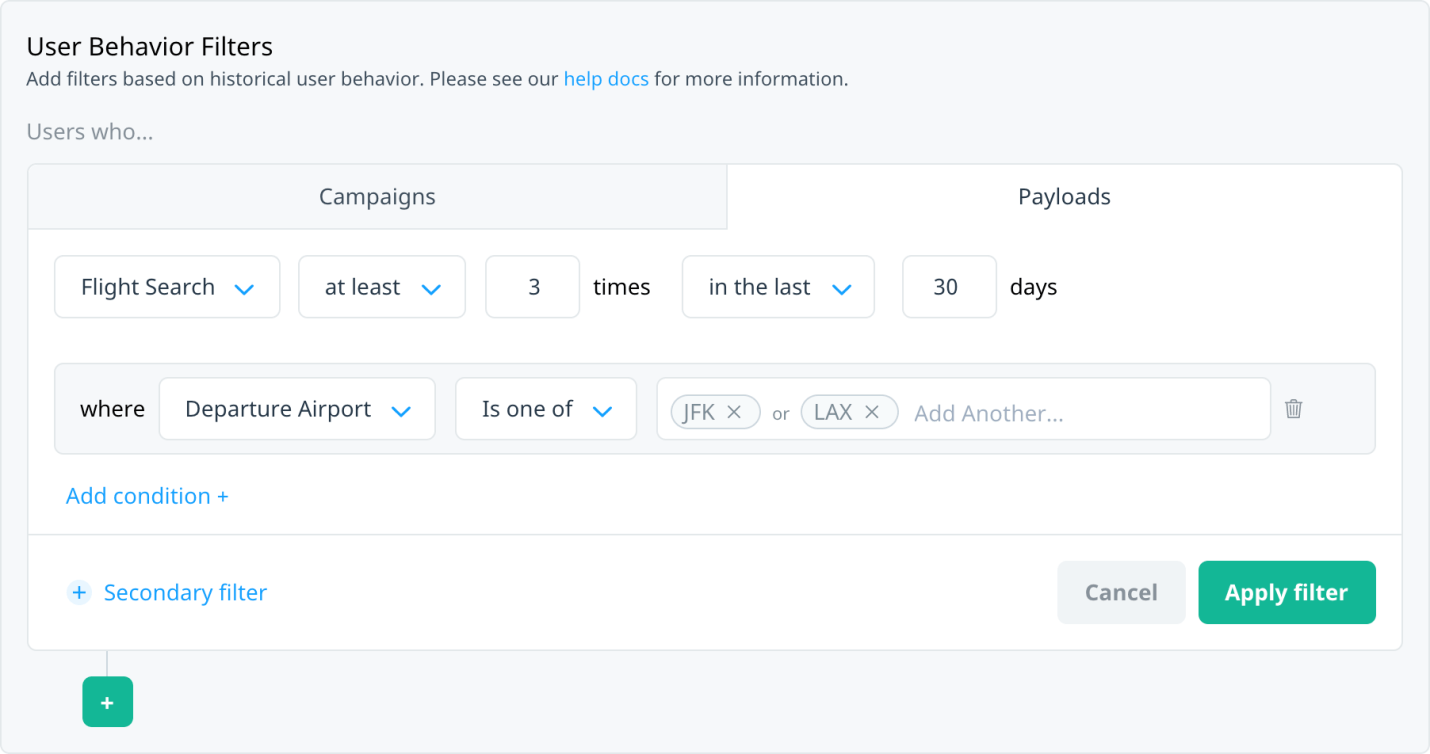 User Behavior Filters
Add filters based on historical user behavior. Please see our help docs for more information.
Users who...
Campaigns Payloads
Flight Search at least 3 times in the last 30 days
where Departure Airport Is one of JFK × or LAX × Add Another...
Add condition +
+ Secondary filter Cancel Apply filter
+